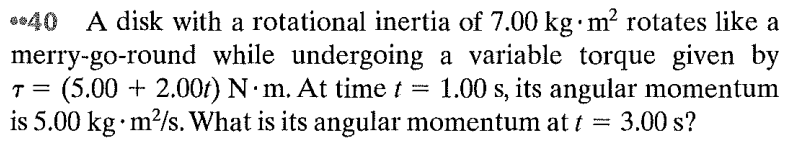 ••40 A disk with a rotational inertia of 7.00 kg·m² rotates like a
merry-go-round while undergoing a variable torque given by
τ = (5.00 + 2.00t) N·m. At time t = 1.00 s, its angular momentum
is 5.00 kg·m²/s. What is its angular momentum at t = 3.00 s?